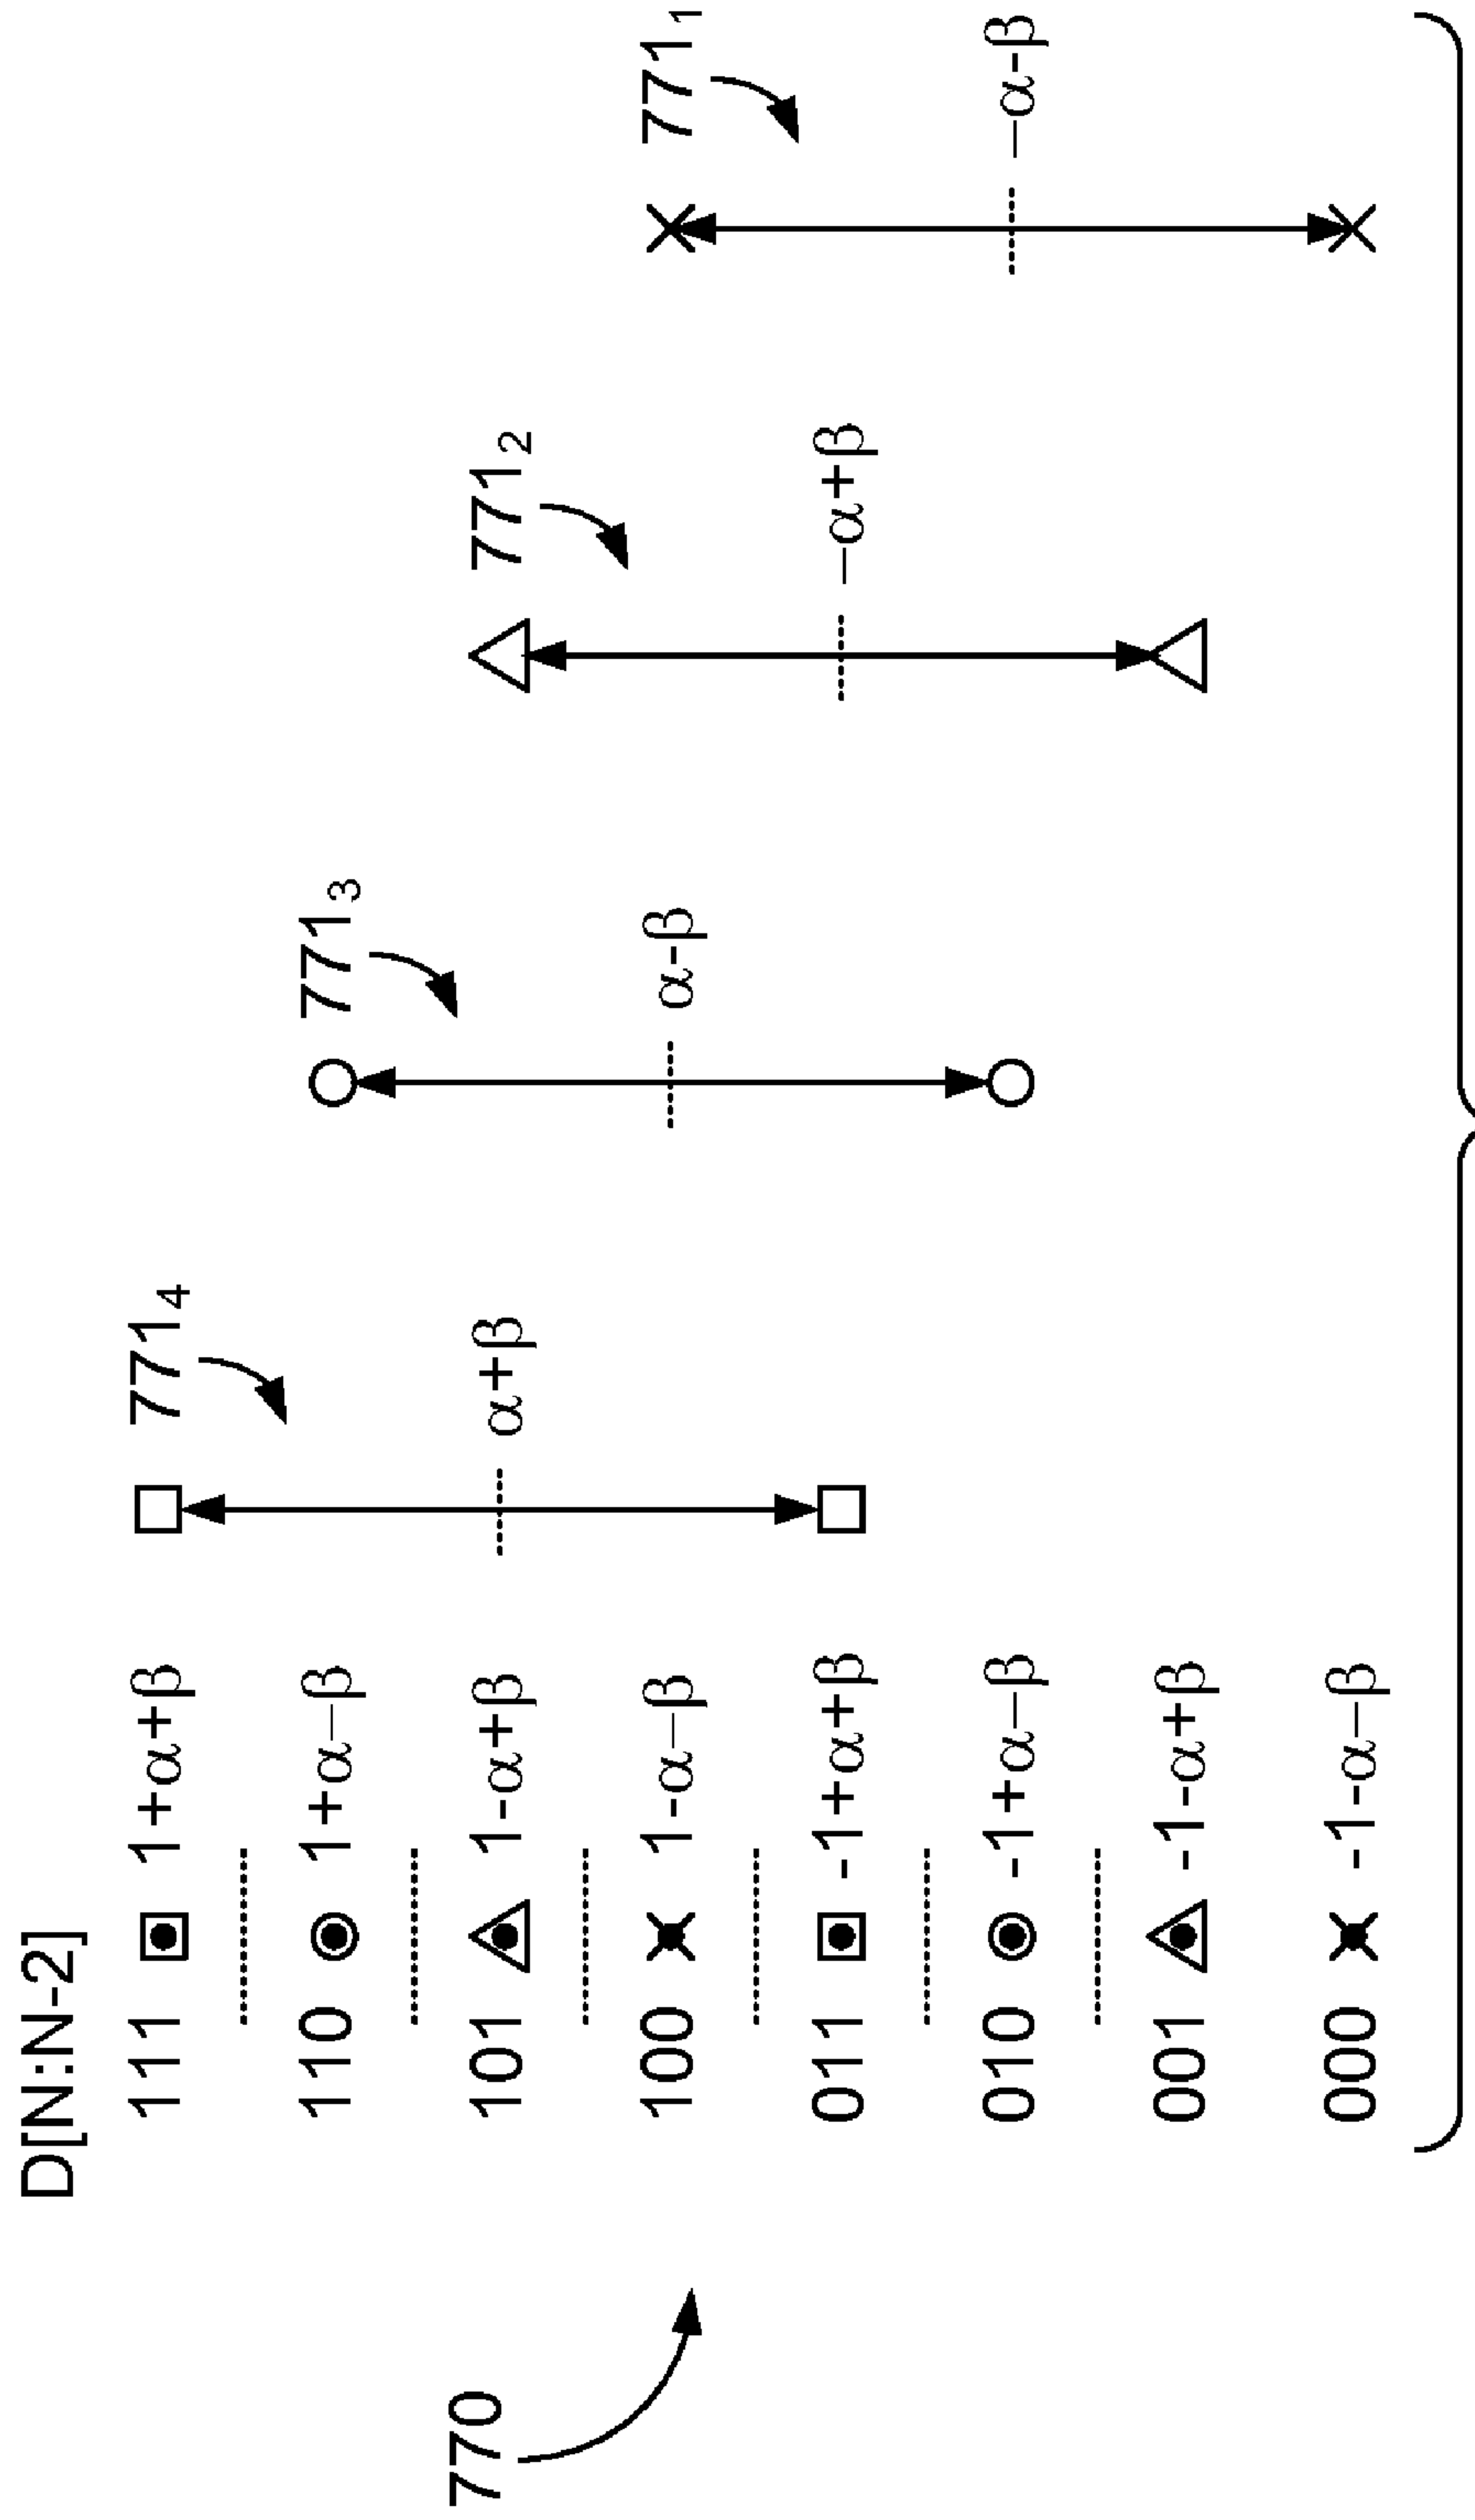 D[N:N-2]
111 1+α+β
110 1+α–β
101 1-α+β
100 1-α–β
011 -1+α+β
010 -1+α–β
001 -1-α+β
000 -1-α–β
770
771₄
α+β
771₃
α-β
771₂
–α+β
771₁
–α-β